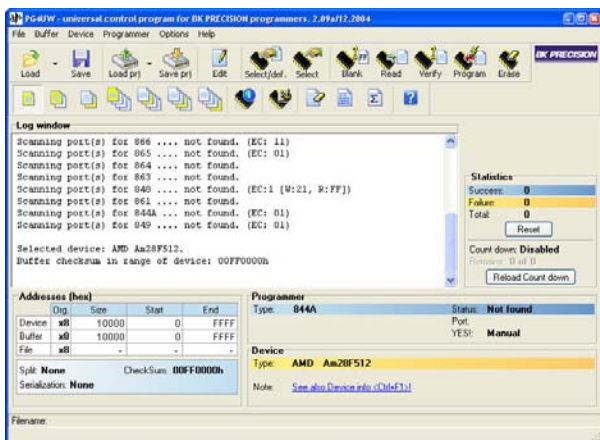 PG4UW - universal control program for BK PRECISION programmers. 2.09a/12.2004
File Buffer Device Programmer Options Help
Load Save Load prj Save prj Edit Select/def. Select Blank Read Verify Program Erase
BK PRECISION
Log window
Scanning port(s) for 866 .... not found. (EC: 11)
Scanning port(s) for 865 .... not found. (EC: 01)
Scanning port(s) for 864 .... not found.
Scanning port(s) for 863 .... not found.
Scanning port(s) for 848 .... not found. (EC:1 [W:21, R:FF])
Scanning port(s) for 861 .... not found.
Scanning port(s) for 844A ... not found. (EC: 01)
Scanning port(s) for 849 .... not found. (EC: 01)
Selected device: AMD Am28F512.
Buffer checksum in range of device: 00FF0000h
Statistics
Success: 0
Failure: 0
Total: 0
Reset
Count down: Disabled
Remains: 0 of 0
Reload Count down
Addresses (hex)
Org. Size Start End
Device x8 10000 0 FFFF
Buffer x8 10000 0 FFFF
File x8 - - -
Split: None CheckSum: 00FF0000h
Serialization: None
Programmer
Type: 844A Status: Not found
Port:
YES!: Manual
Device
Type: AMD Am28F512
Note: See also Device info <Ctrl+F1>!
Filename: